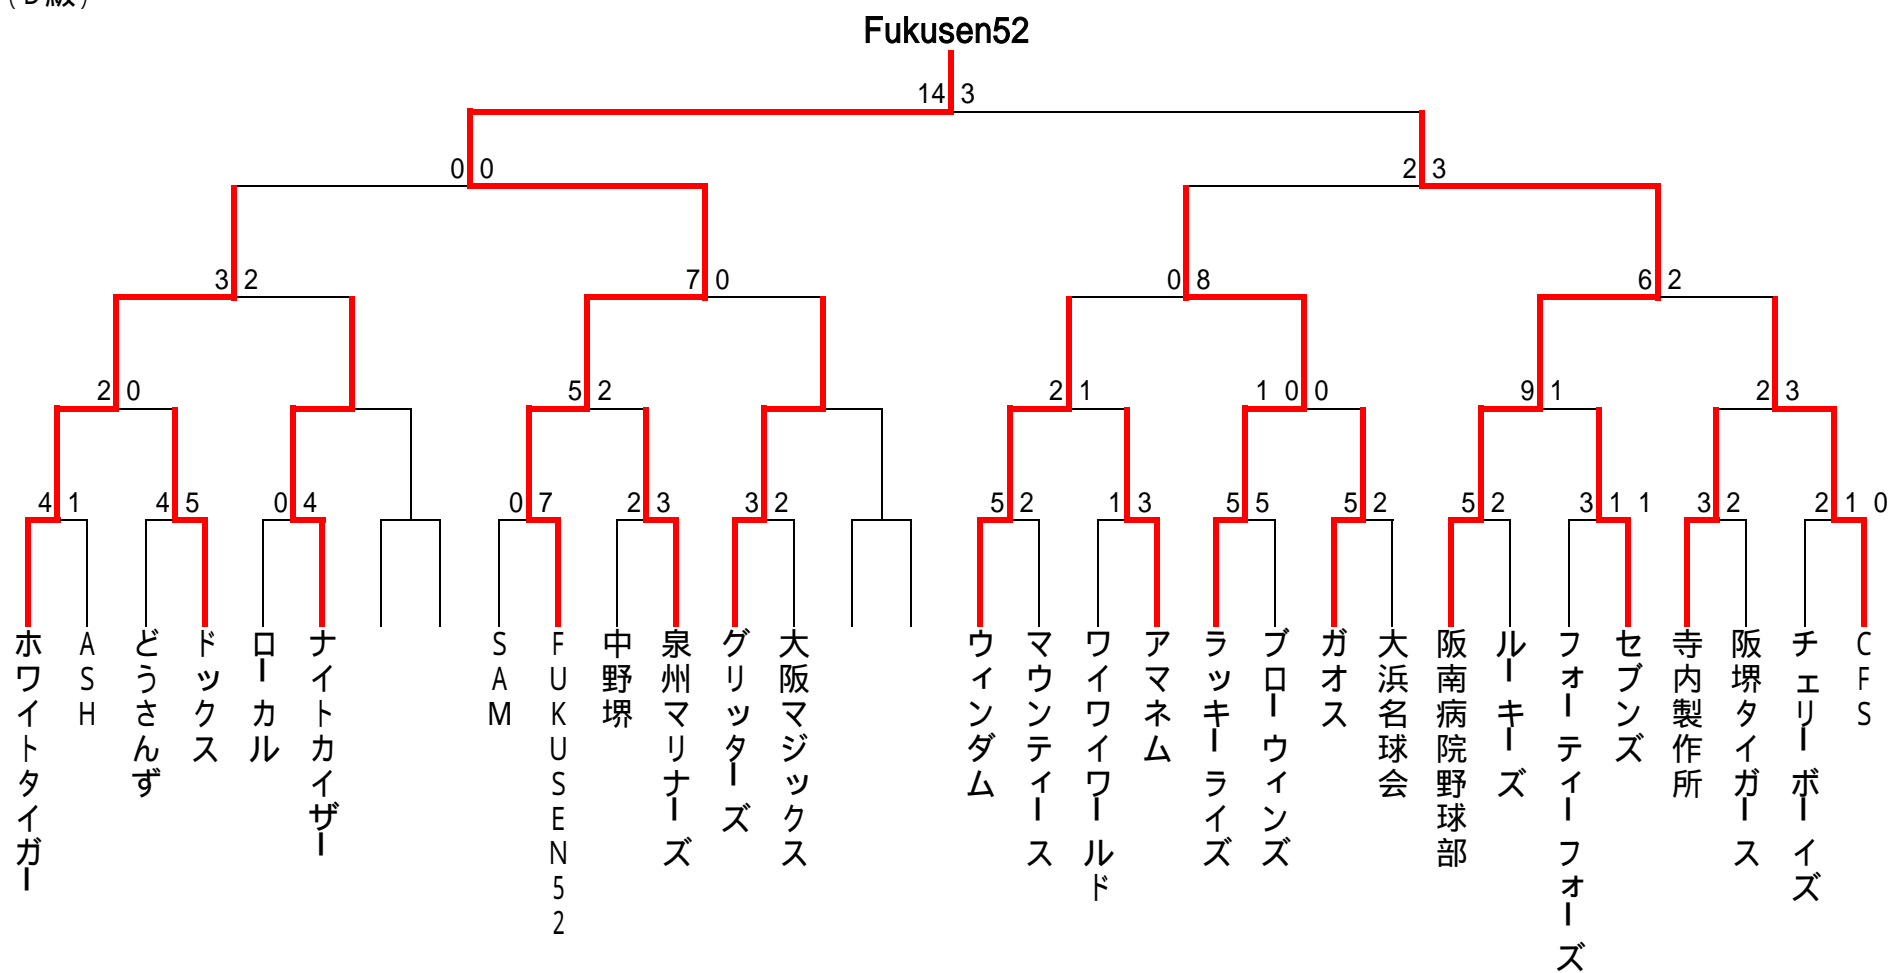 Fukusen52
14 3
0 0
2 3
3 2
7 0
0 8
6 2
2 0
5 2
2 1
1 0 0
9 1
2 3
4 1
4 5
0 4
0 7
2 3
3 2
5 2
1 3
5 5
5 2
5 2
3 1 1
3 2
2 1 0
ホワイトタイガー
ASH
どうさんず
ドックス
ローカル
ナイトカイザー
SAM
FUKUSEN52
中野堺
泉州マリナーズ
グリッターズ
大阪マジックス
ウィンダム
マウンティース
ワイワイワールド
アマネム
ラッキーライズ
ブローウィンズ
ガオス
大浜名球会
阪南病院野球部
ルーキーズ
フォーティーフォーズ
セブンズ
寺内製作所
阪堺タイガース
チェリーボーイズ
CFS